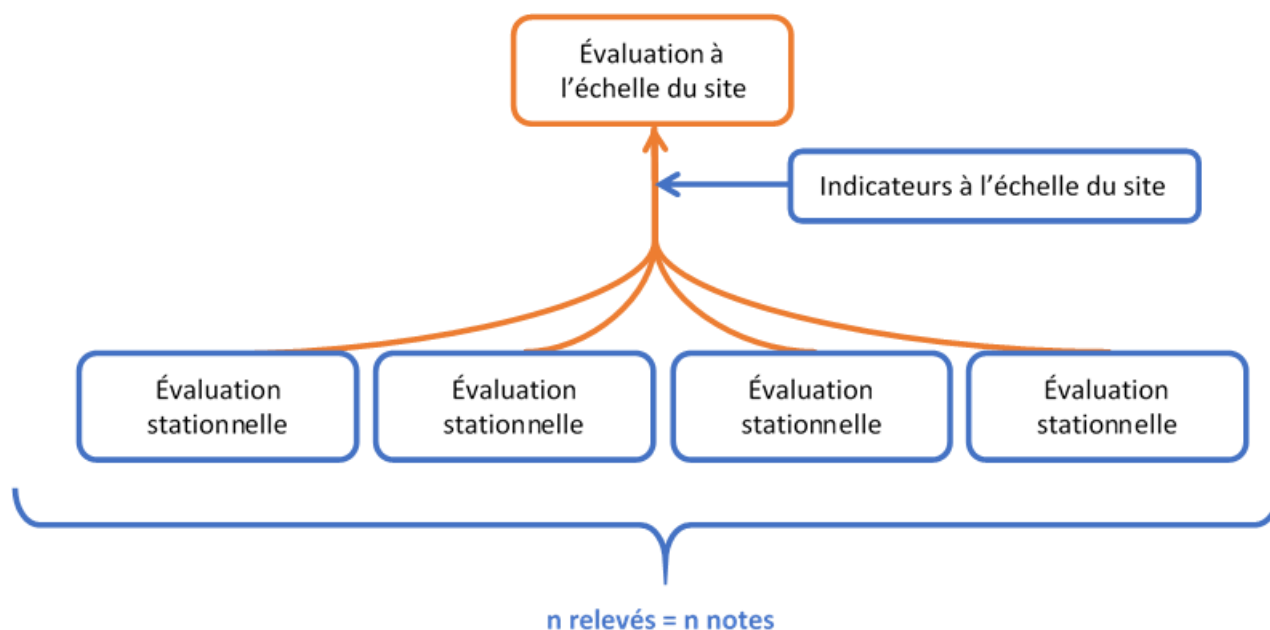 Évaluation à
l'échelle du site
Indicateurs à l'échelle du site
Évaluation
stationnelle
Évaluation
stationnelle
Évaluation
stationnelle
Évaluation
stationnelle
n relevés = n notes